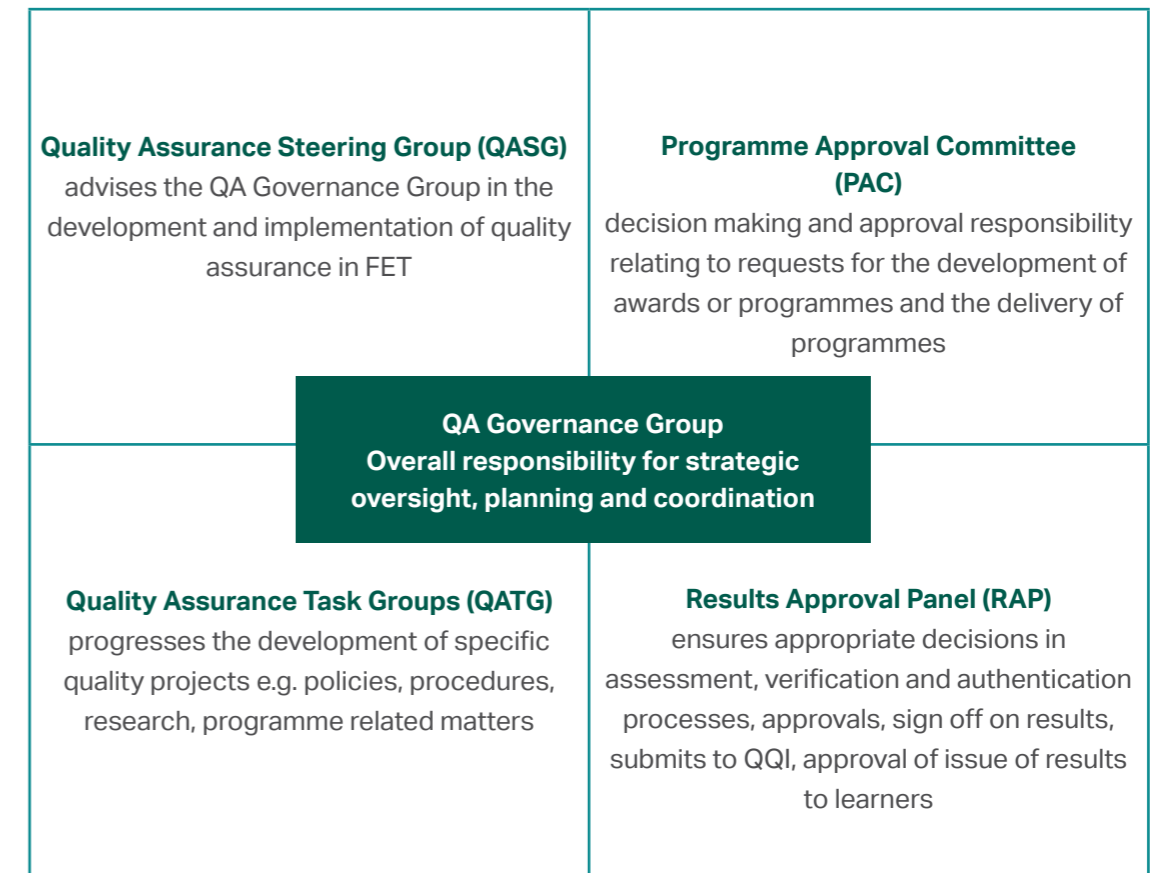 Quality Assurance Steering Group (QASG)
advises the QA Governance Group in the
development and implementation of quality
assurance in FET
Programme Approval Committee
(PAC)
decision making and approval responsibility
relating to requests for the development of
awards or programmes and the delivery of
programmes
QA Governance Group
Overall responsibility for strategic
oversight, planning and coordination
Quality Assurance Task Groups (QATG)
progresses the development of specific
quality projects e.g. policies, procedures,
research, programme related matters
Results Approval Panel (RAP)
ensures appropriate decisions in
assessment, verification and authentication
processes, approvals, sign off on results,
submits to QQI, approval of issue of results
to learners